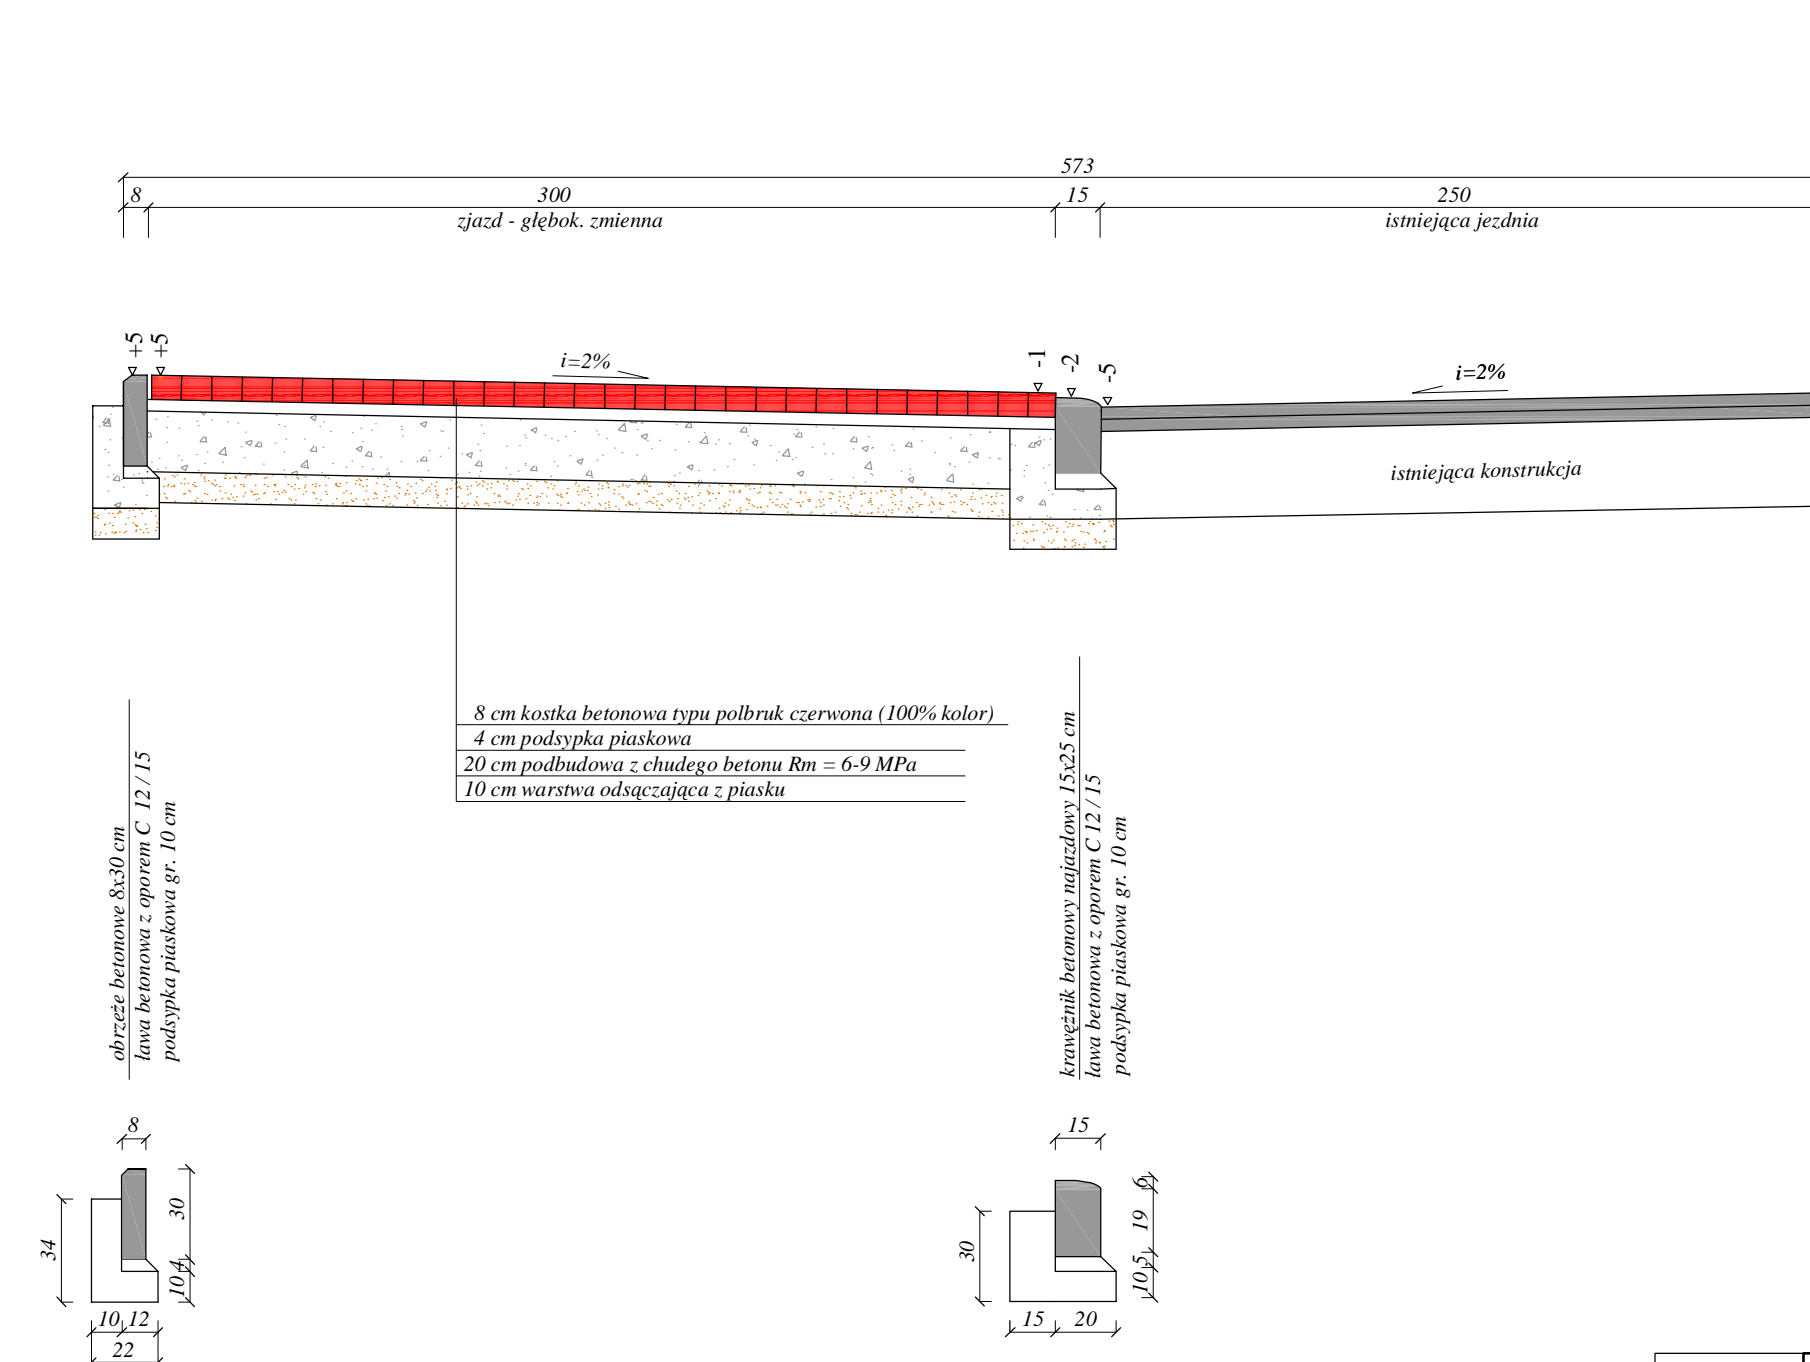 573
8 300 15 250
zjazd - głębok. zmienna istniejąca jezdnia
+5 +5 -1 -2 -5
i=2% i=2%
istniejąca konstrukcja
8 cm kostka betonowa typu polbruk czerwona (100% kolor)
4 cm podsypka piaskowa
20 cm podbudowa z chudego betonu Rm = 6-9 MPa
10 cm warstwa odsączająca z piasku
obrzeże betonowe 8x30 cm
ława betonowa z oporem C 12 / 15
podsypka piaskowa gr. 10 cm
krawężnik betonowy najazdowy 15x25 cm
ława betonowa z oporem C 12 / 15
podsypka piaskowa gr. 10 cm
8
34
30
4
10
10 12
22
15
30
6
19
5
10
15 20